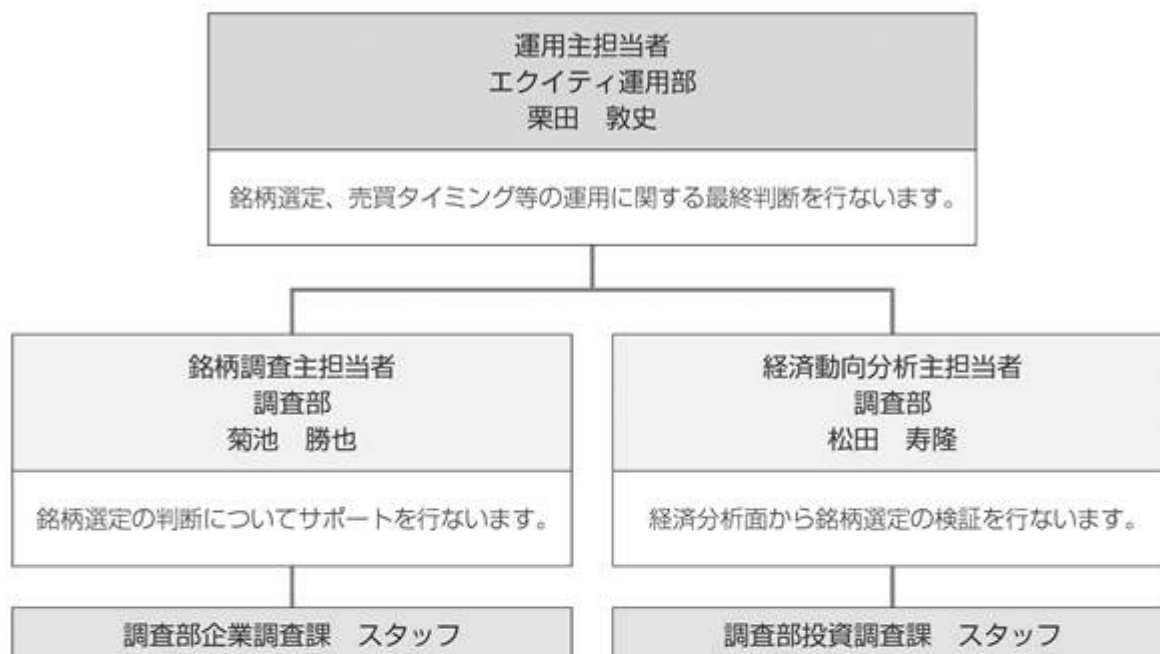 運用主担当者
エクイティ運用部
栗田　敦史
銘柄選定、売買タイミング等の運用に関する最終判断を行ないます。
銘柄調査主担当者
調査部
菊池　勝也
銘柄選定の判断についてサポートを行ないます。
調査部企業調査課　スタッフ
経済動向分析主担当者
調査部
松田　寿隆
経済分析面から銘柄選定の検証を行ないます。
調査部投資調査課　スタッフ